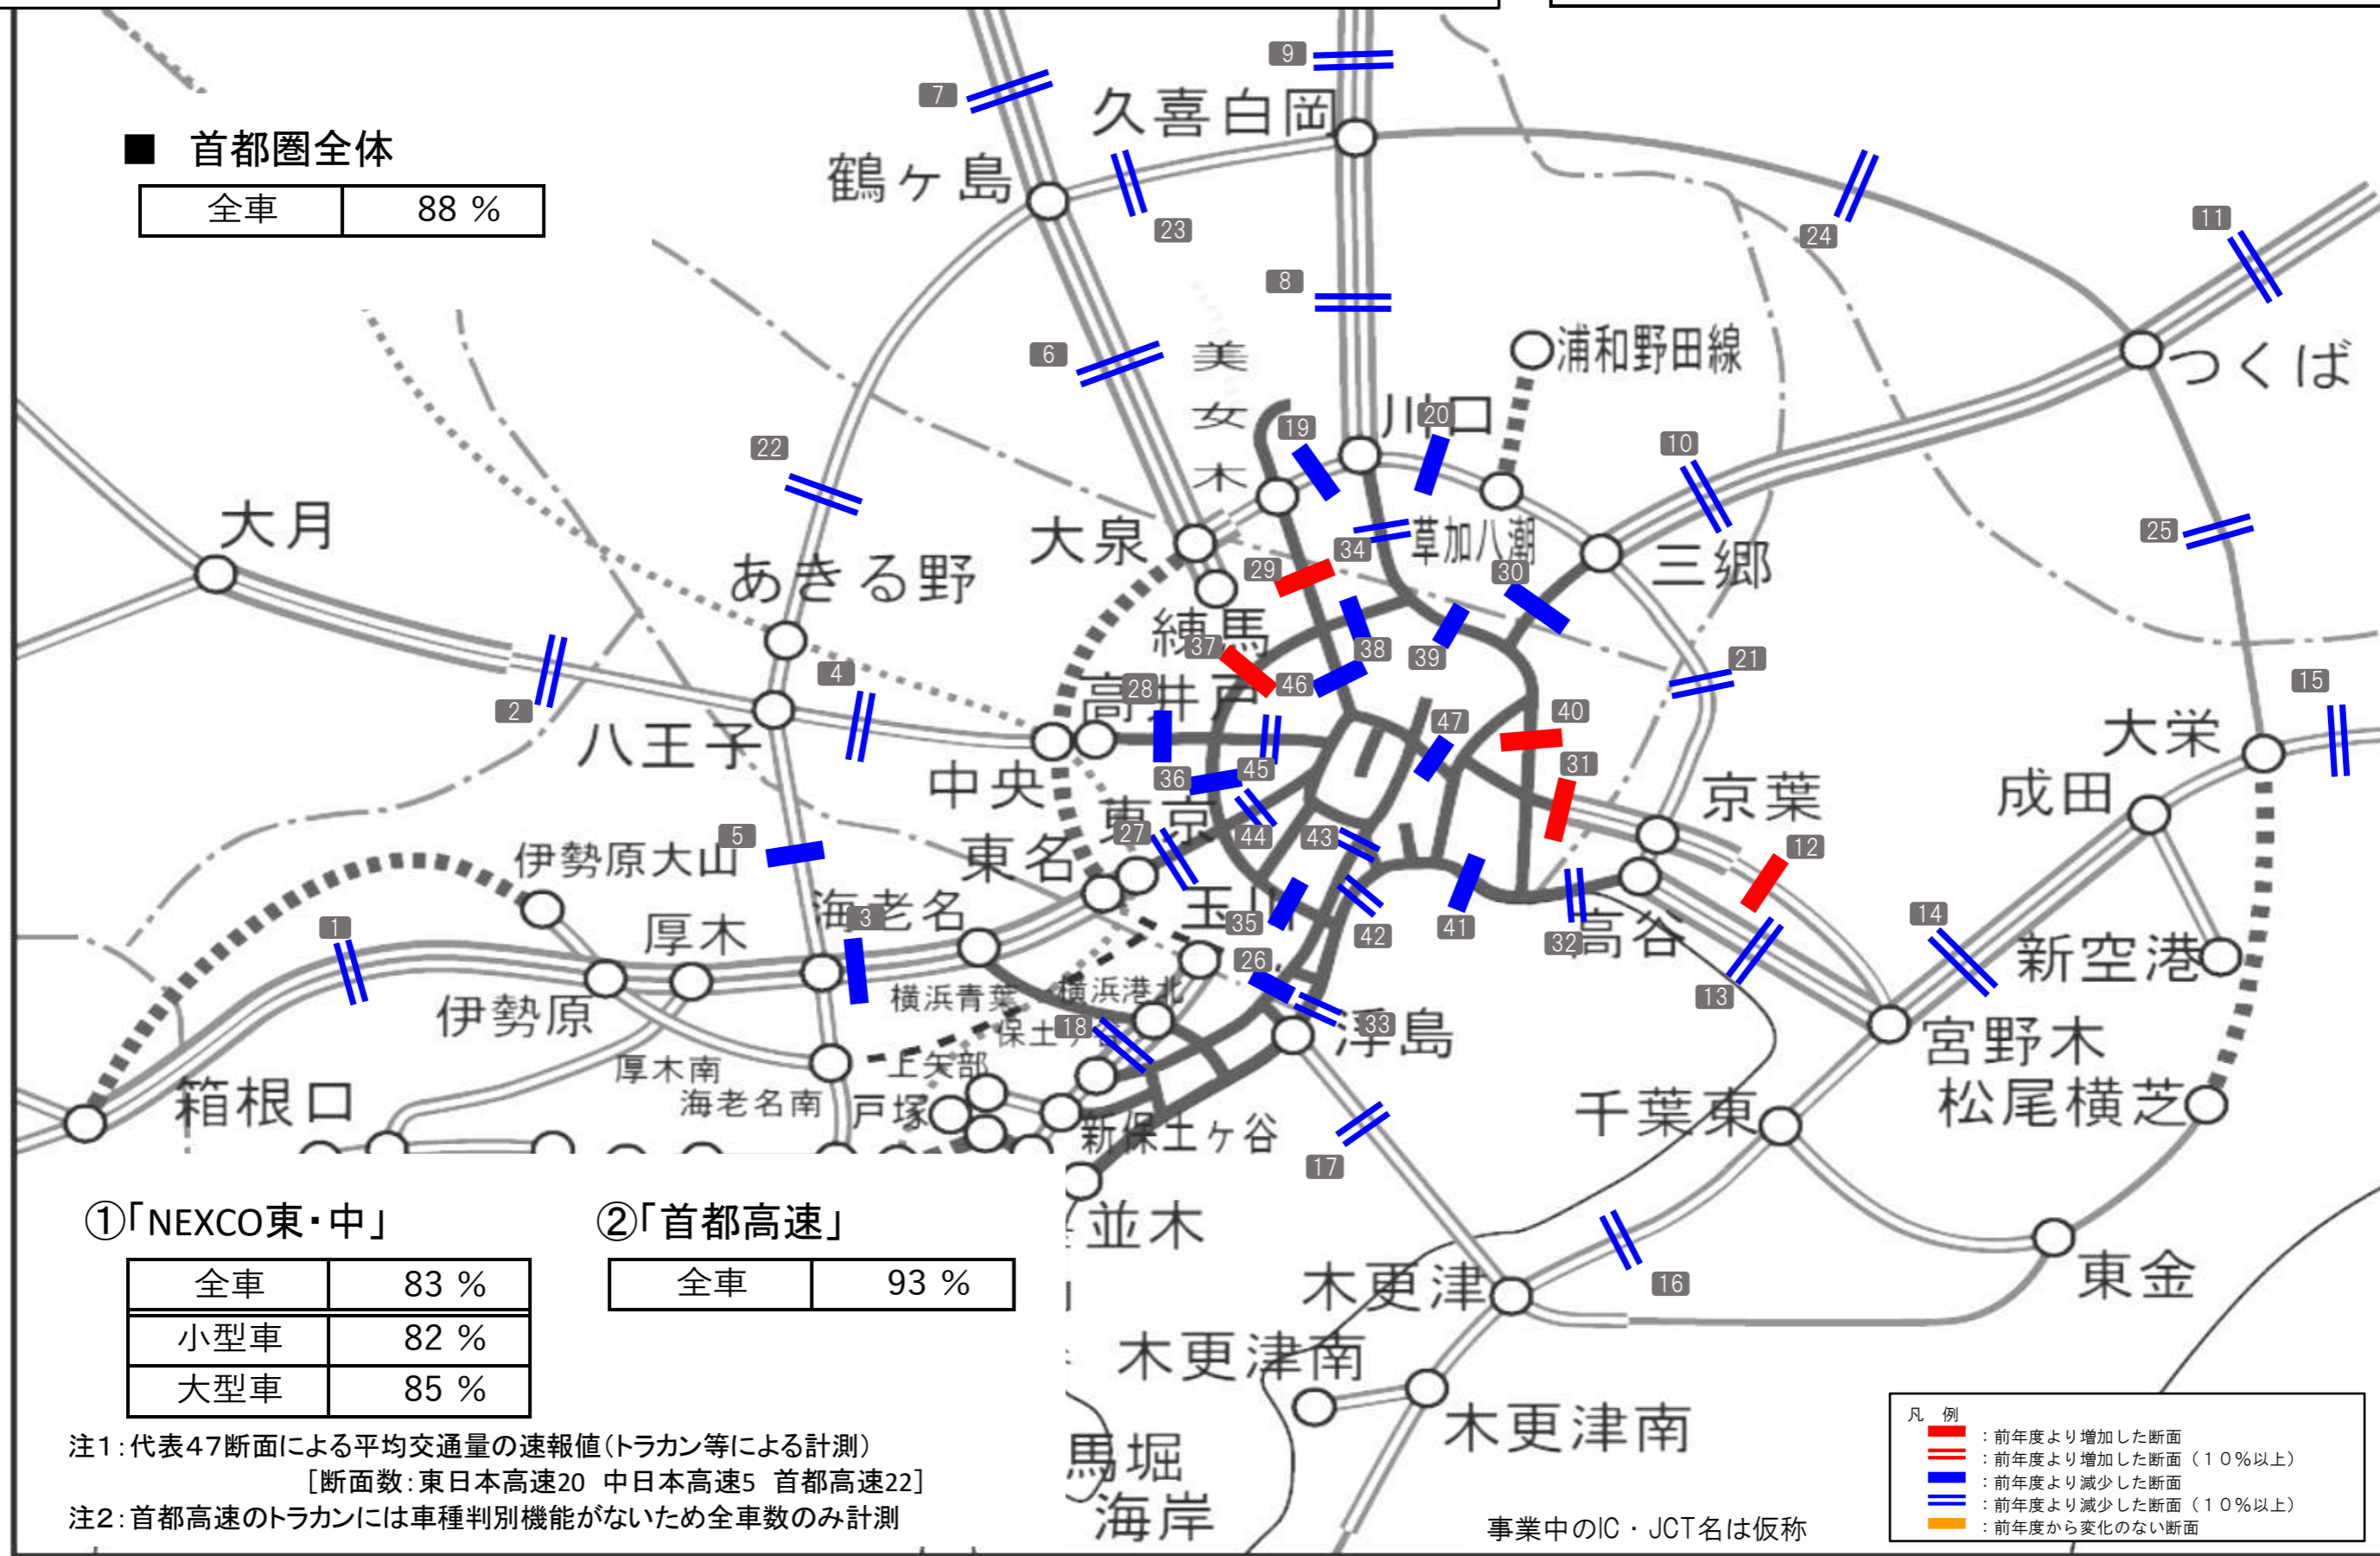 9
7
久喜白岡
■ 首都圏全体
全車 88 %
鶴ヶ島
23
24
11
8
6
美女木
浦和野田線
つくば
川口
19
20
22
10
大月
大泉
34
草加八潮
25
あきる野
29
30
三郷
練馬
37
38
39
21
4
28
高井戸
46
15
2
40
47
大栄
八王子
31
36
45
中央
京葉
成田
5
27
東京
44
43
12
伊勢原大山
東名
3
海老名
玉川
14
1
厚木
35
42
41
32
高谷
新空港
26
伊勢原
横浜青葉
横浜港北
13
18
保土ヶ谷
33
浮島
宮野木
厚木南
上矢部
箱根口
海老名南
戸塚
新保土ヶ谷
千葉東
松尾横芝
17
①「NEXCO東・中」
②「首都高速」
並木
全車 83 %
全車 93 %
16
木更津
東金
小型車 82 %
大型車 85 %
木更津南
木更津南
馬堀
海岸
注1:代表47断面による平均交通量の速報値(トラカン等による計測)
[断面数:東日本高速20 中日本高速5 首都高速22]
注2:首都高速のトラカンには車種判別機能がないため全車数のみ計測
事業中のIC・JCT名は仮称
凡 例
:前年度より増加した断面
:前年度より増加した断面(10%以上)
:前年度より減少した断面
:前年度より減少した断面(10%以上)
:前年度から変化のない断面